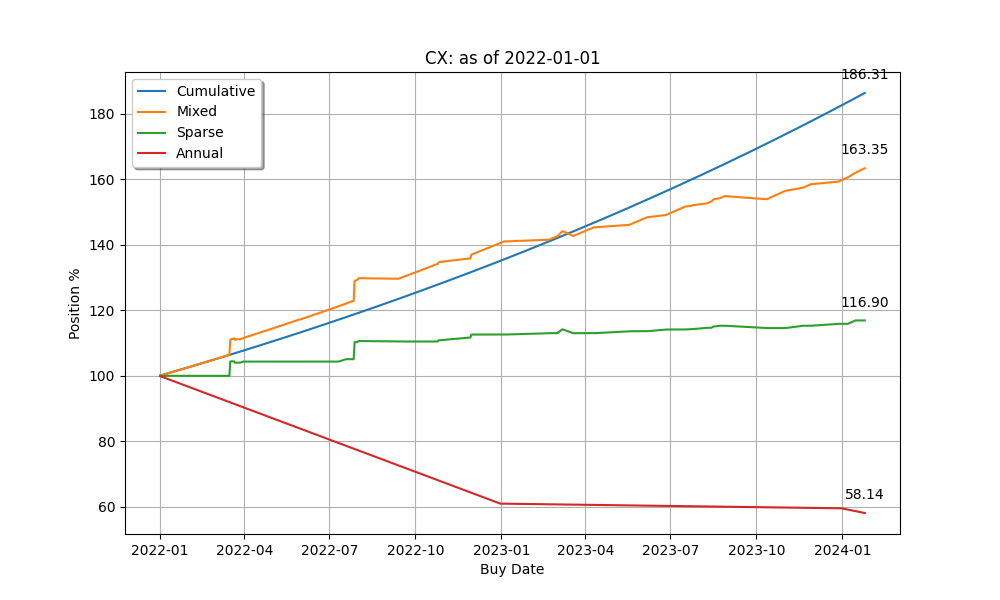 CX: as of 2022-01-01
Cumulative
Mixed
Sparse
Annual
186.31
163.35
116.90
58.14
Position %
180
160
140
120
100
80
60
2022-01
2022-04
2022-07
2022-10
2023-01
2023-04
2023-07
2023-10
2024-01
Buy Date